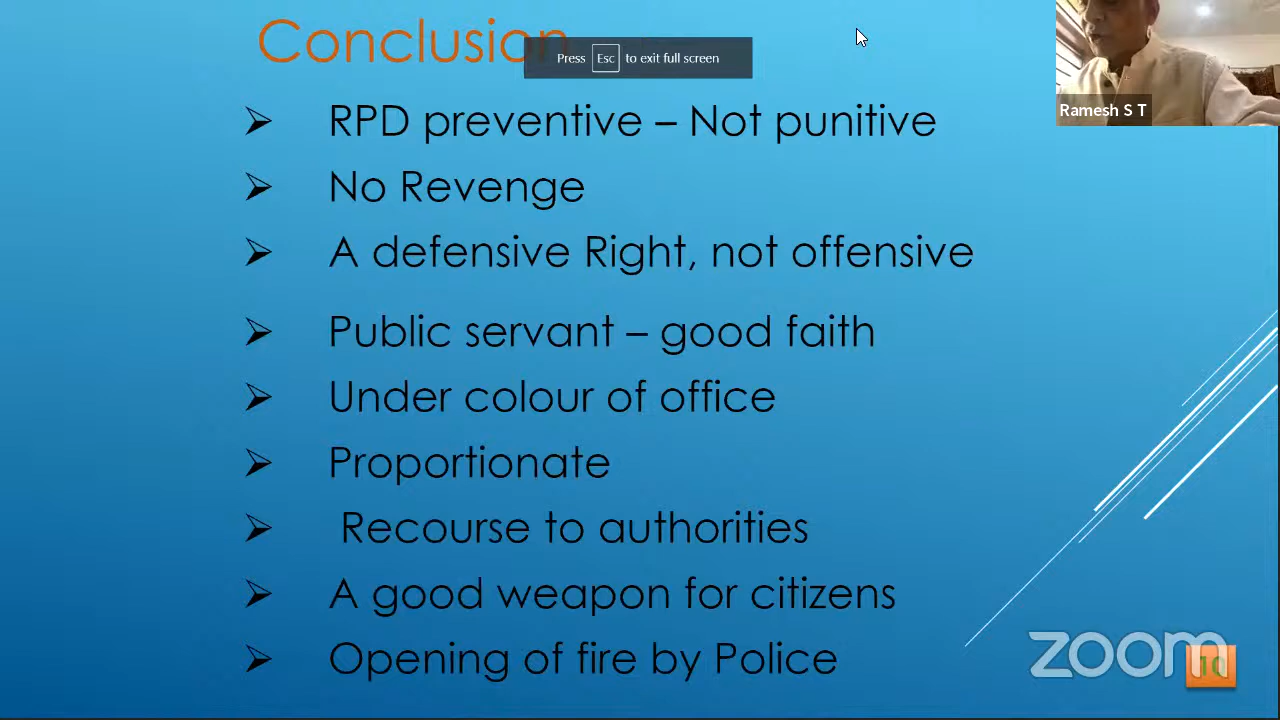 Conclusion
Press Esc to exit full screen
Ramesh S T
➢ RPD preventive – Not punitive
➢ No Revenge
➢ A defensive Right, not offensive
➢ Public servant – good faith
➢ Under colour of office
➢ Proportionate
➢ Recourse to authorities
➢ A good weapon for citizens
➢ Opening of fire by Police
zoom
10